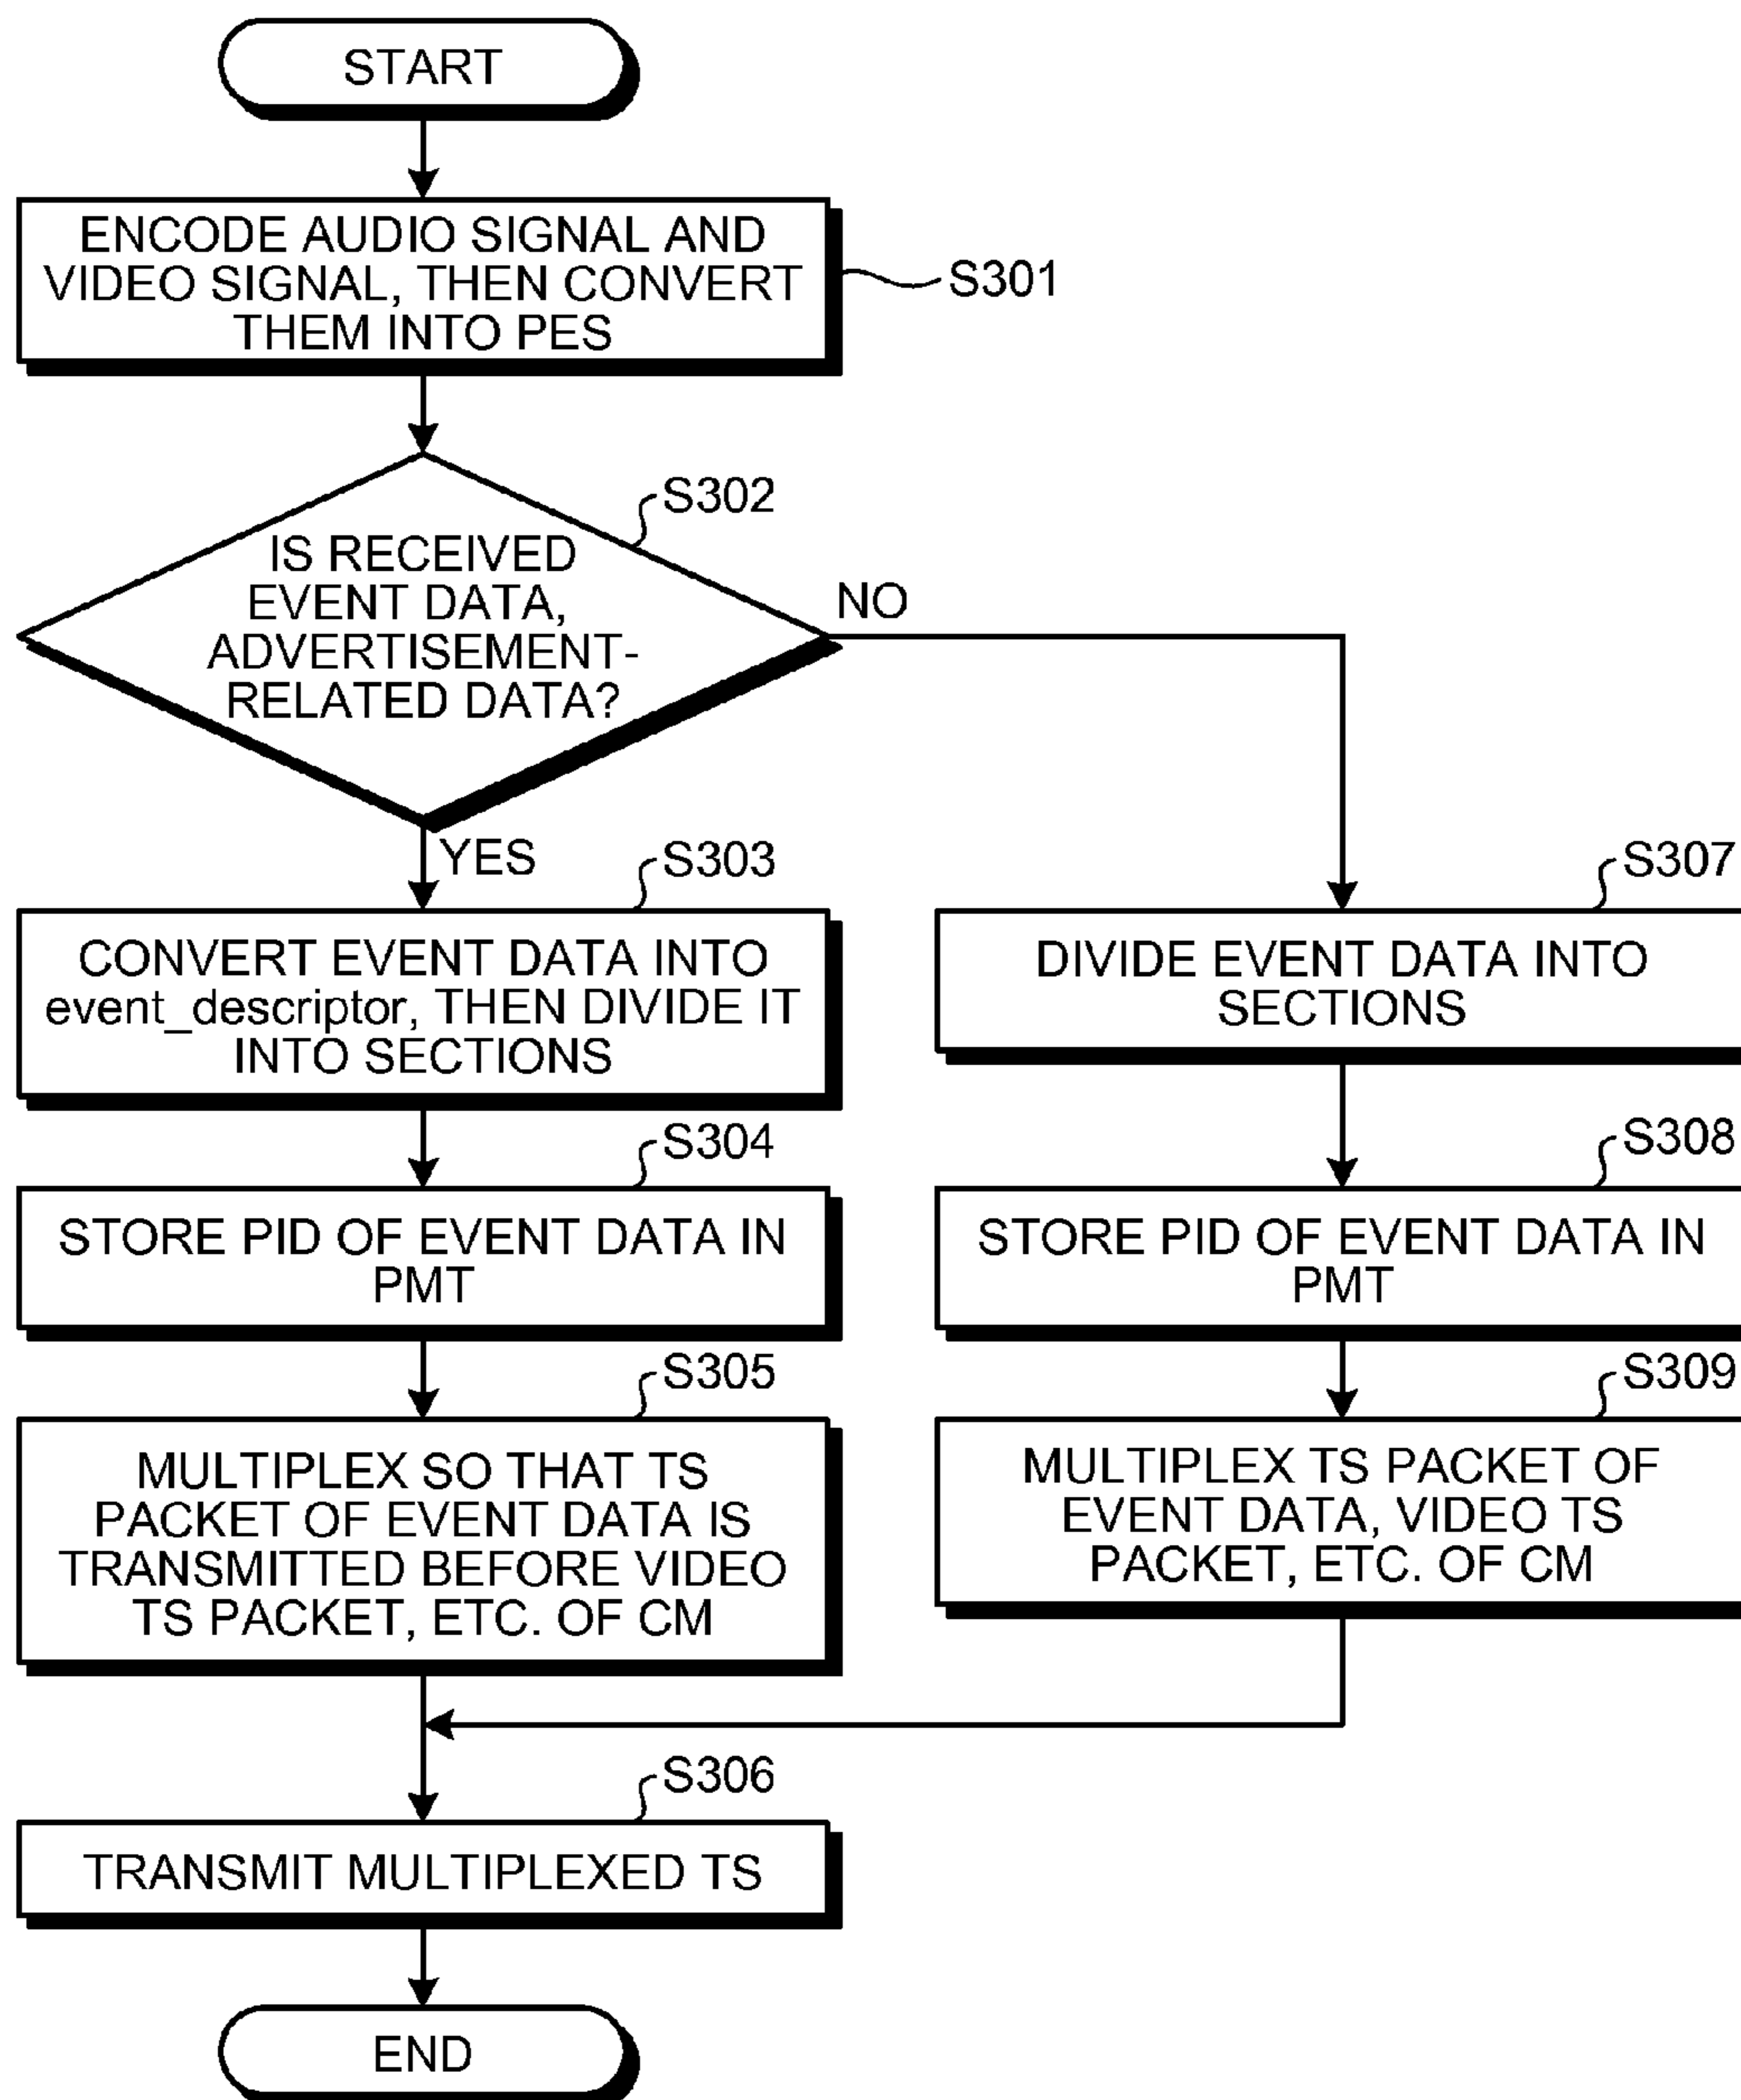 START
ENCODE AUDIO SIGNAL AND
VIDEO SIGNAL, THEN CONVERT
THEM INTO PES
S301
S302
IS RECEIVED
EVENT DATA,
ADVERTISEMENT-
RELATED DATA?
NO
YES
S303
CONVERT EVENT DATA INTO
event_descriptor, THEN DIVIDE IT
INTO SECTIONS
S304
STORE PID OF EVENT DATA IN
PMT
S305
MULTIPLEX SO THAT TS
PACKET OF EVENT DATA IS
TRANSMITTED BEFORE VIDEO
TS PACKET, ETC. OF CM
S307
DIVIDE EVENT DATA INTO
SECTIONS
S308
STORE PID OF EVENT DATA IN
PMT
S309
MULTIPLEX TS PACKET OF
EVENT DATA, VIDEO TS
PACKET, ETC. OF CM
S306
TRANSMIT MULTIPLEXED TS
END